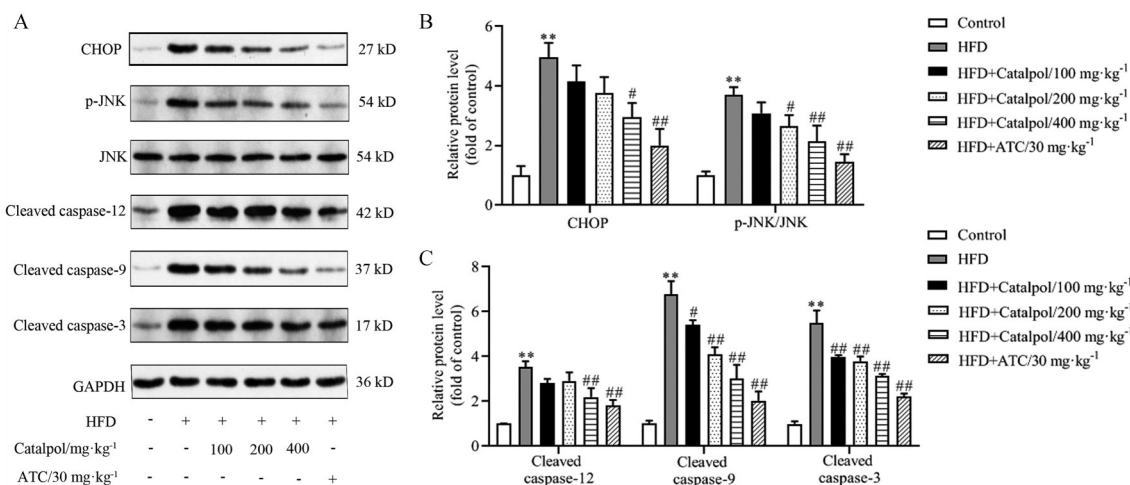 A
CHOP
27 kD
p-JNK
54 kD
JNK
54 kD
Cleaved caspase-12
42 kD
Cleaved caspase-9
37 kD
Cleaved caspase-3
17 kD
GAPDH
36 kD
HFD - + + + + +
Catalpol/mg·kg⁻¹ - - 100 200 400 -
ATC/30 mg·kg⁻¹ - - - - - +
B
Relative protein level
(fold of control)
6
4
2
0
**
#
##
**
#
##
##
CHOP
p-JNK/JNK
Control
HFD
HFD+Catalpol/100 mg·kg⁻¹
HFD+Catalpol/200 mg·kg⁻¹
HFD+Catalpol/400 mg·kg⁻¹
HFD+ATC/30 mg·kg⁻¹
C
Relative protein level
(fold of control)
8
6
4
2
0
**
##
##
**
#
##
##
##
**
##
##
##
##
Cleaved
caspase-12
Cleaved
caspase-9
Cleaved
caspase-3
Control
HFD
HFD+Catalpol/100 mg·kg⁻¹
HFD+Catalpol/200 mg·kg⁻¹
HFD+Catalpol/400 mg·kg⁻¹
HFD+ATC/30 mg·kg⁻¹